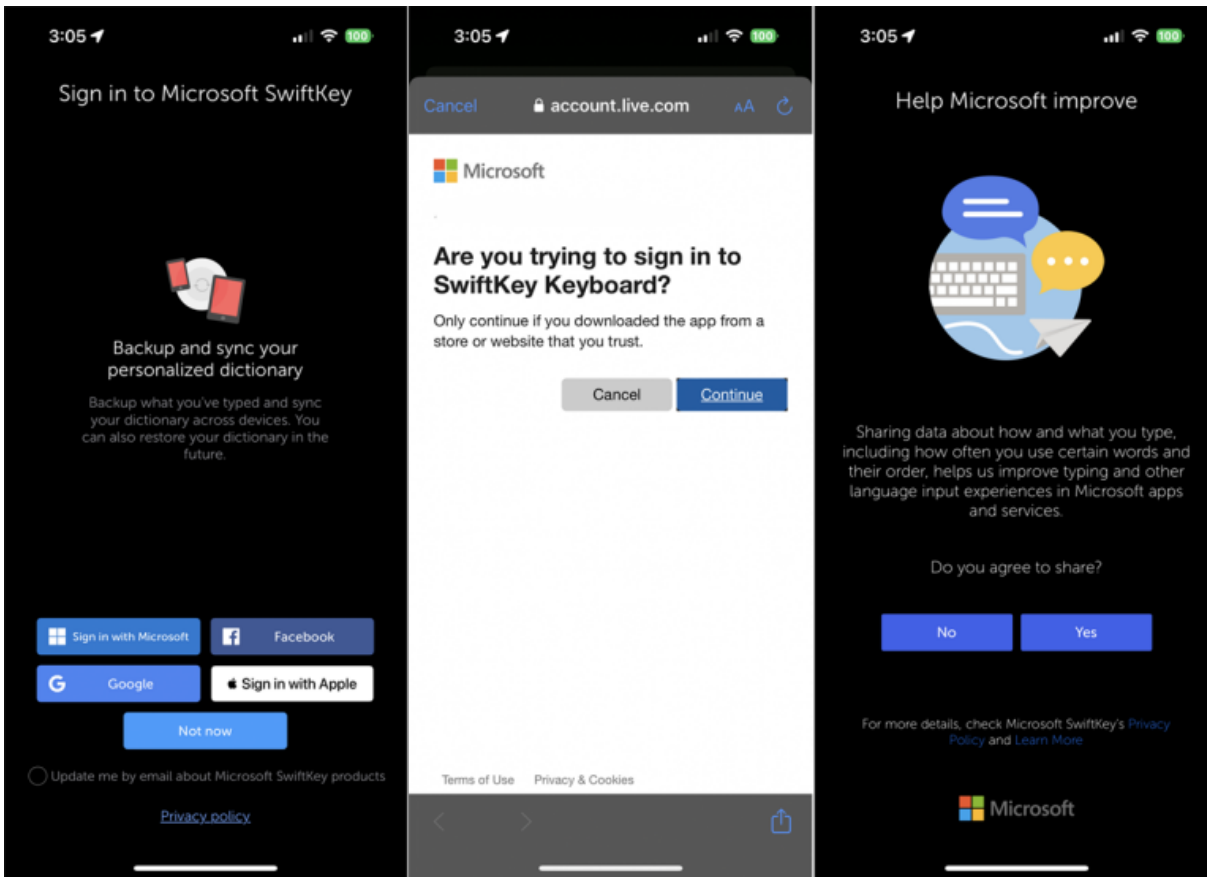 3:05
100
Sign in to Microsoft SwiftKey
Backup and sync your
personalized dictionary
Backup what you've typed and sync
your dictionary across devices. You
can also restore your dictionary in the
future.
Sign in with Microsoft
Facebook
Google
Sign in with Apple
Not now
Update me by email about Microsoft SwiftKey products
Privacy policy
3:05
100
Cancel
account.live.com
AA
Microsoft
Are you trying to sign in to
SwiftKey Keyboard?
Only continue if you downloaded the app from a
store or website that you trust.
Cancel
Continue
Terms of Use
Privacy & Cookies
3:05
100
Help Microsoft improve
Sharing data about how and what you type,
including how often you use certain words and
their order, helps us improve typing and other
language input experiences in Microsoft apps
and services.
Do you agree to share?
No
Yes
For more details, check Microsoft SwiftKey's Privacy
Policy and Learn More
Microsoft